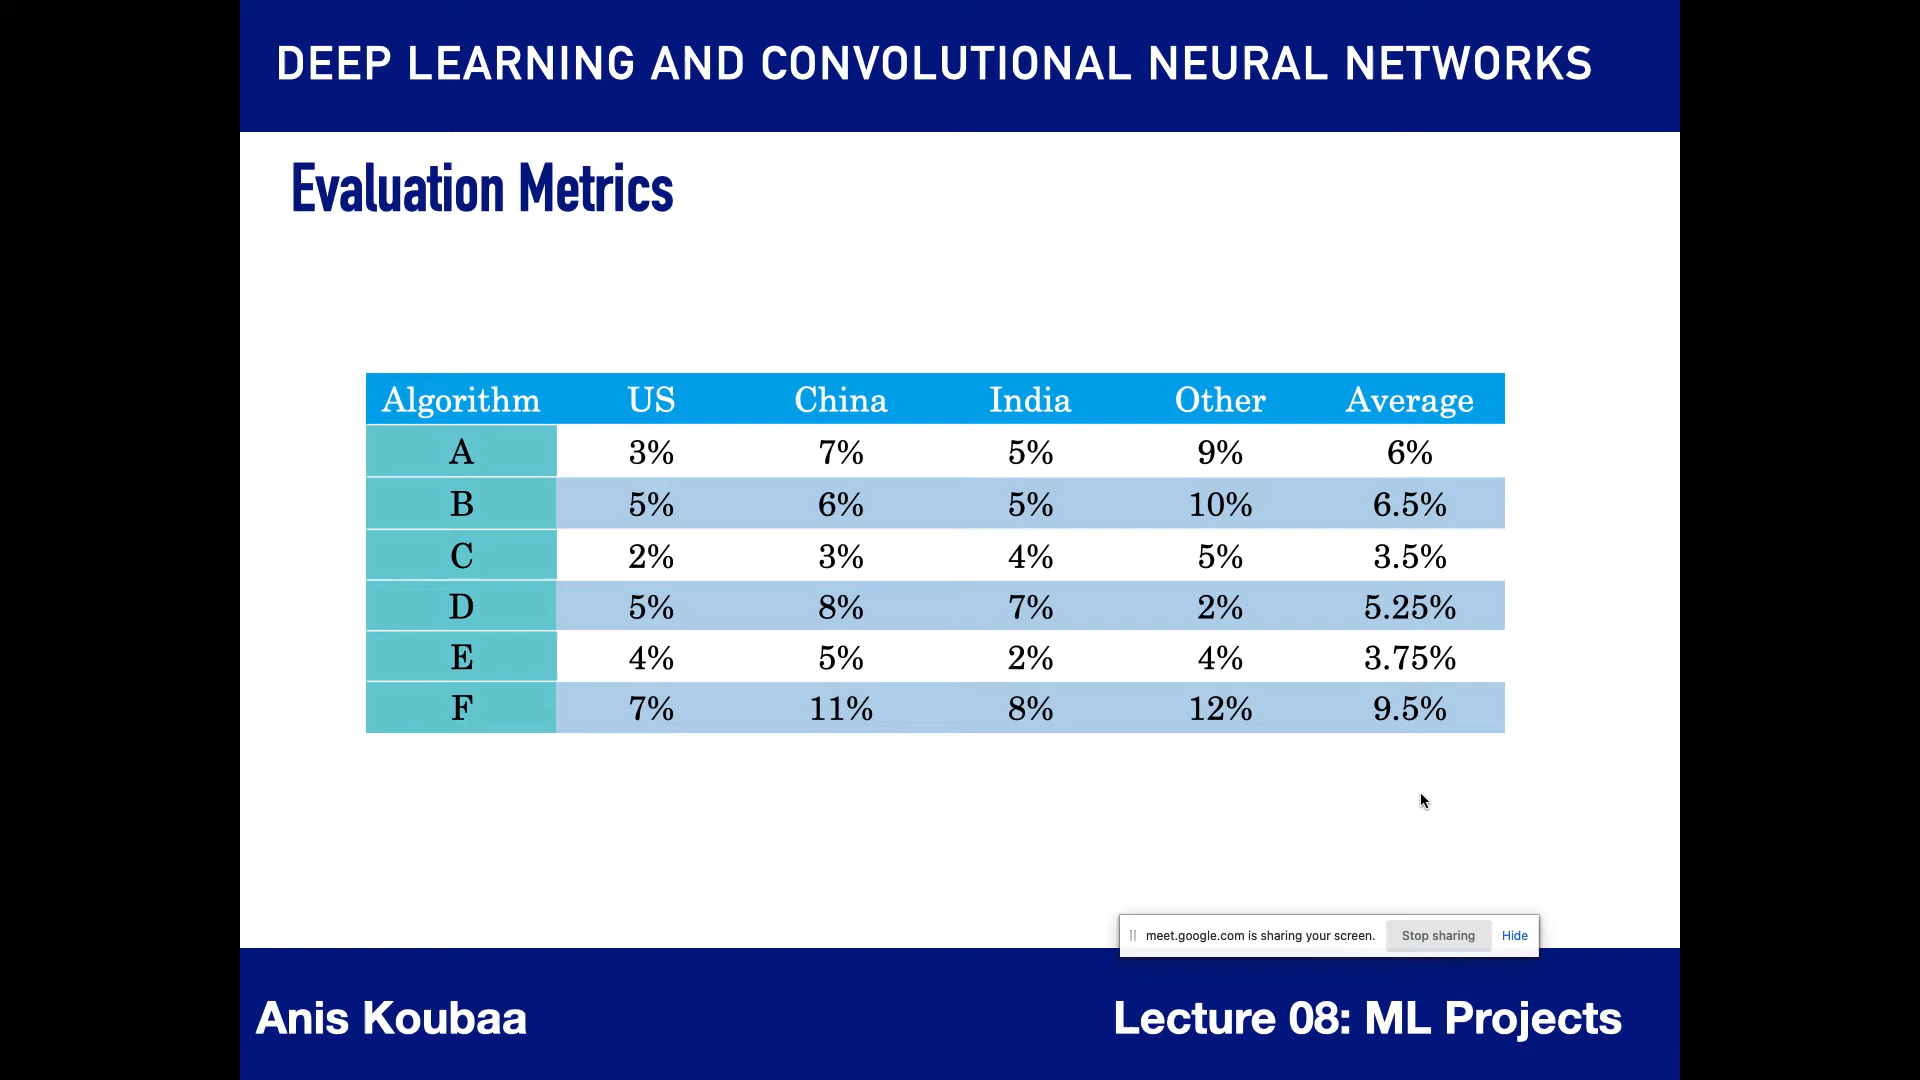 DEEP LEARNING AND CONVOLUTIONAL NEURAL NETWORKS
Evaluation Metrics
Algorithm US China India Other Average
A 3% 7% 5% 9% 6%
B 5% 6% 5% 10% 6.5%
C 2% 3% 4% 5% 3.5%
D 5% 8% 7% 2% 5.25%
E 4% 5% 2% 4% 3.75%
F 7% 11% 8% 12% 9.5%
meet.google.com is sharing your screen. Stop sharing Hide
Anis Koubaa Lecture 08: ML Projects